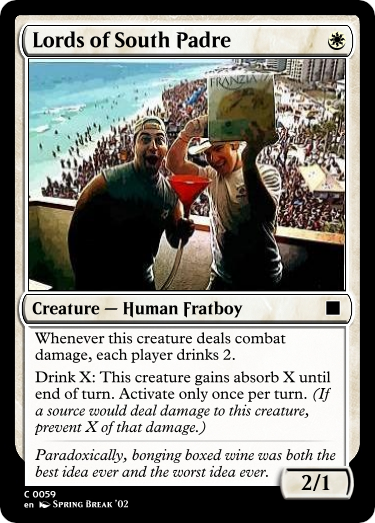 Lords of South Padre
FRANZIA
Creature — Human Fratboy
Whenever this creature deals combat
damage, each player drinks 2.
Drink X: This creature gains absorb X until
end of turn. Activate only once per turn. (If
a source would deal damage to this creature,
prevent X of that damage.)
Paradoxically, bonging boxed wine was both the
best idea ever and the worst idea ever.
2/1
C 0059
en SPRING BREAK '02